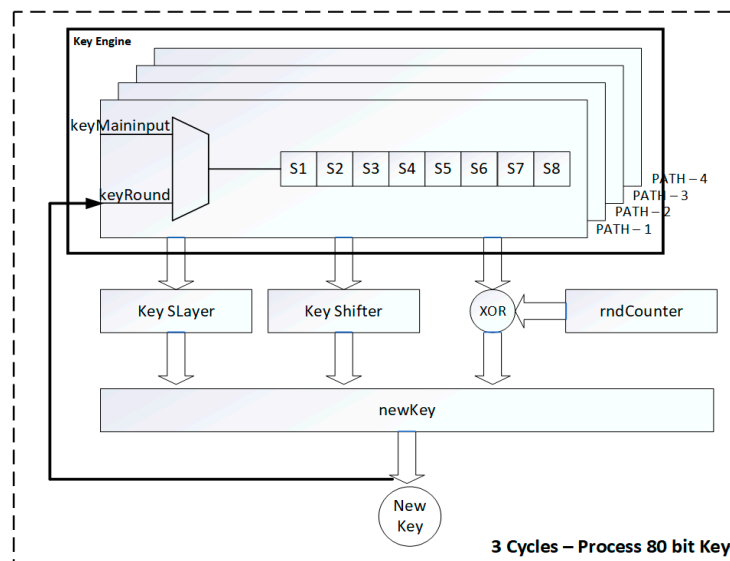 Key Engine
keyMaininput
keyRound
S1 S2 S3 S4 S5 S6 S7 S8
PATH – 4
PATH – 3
PATH – 2
PATH – 1
Key SLayer
Key Shifter
XOR
rndCounter
newKey
New
Key
3 Cycles – Process 80 bit Key